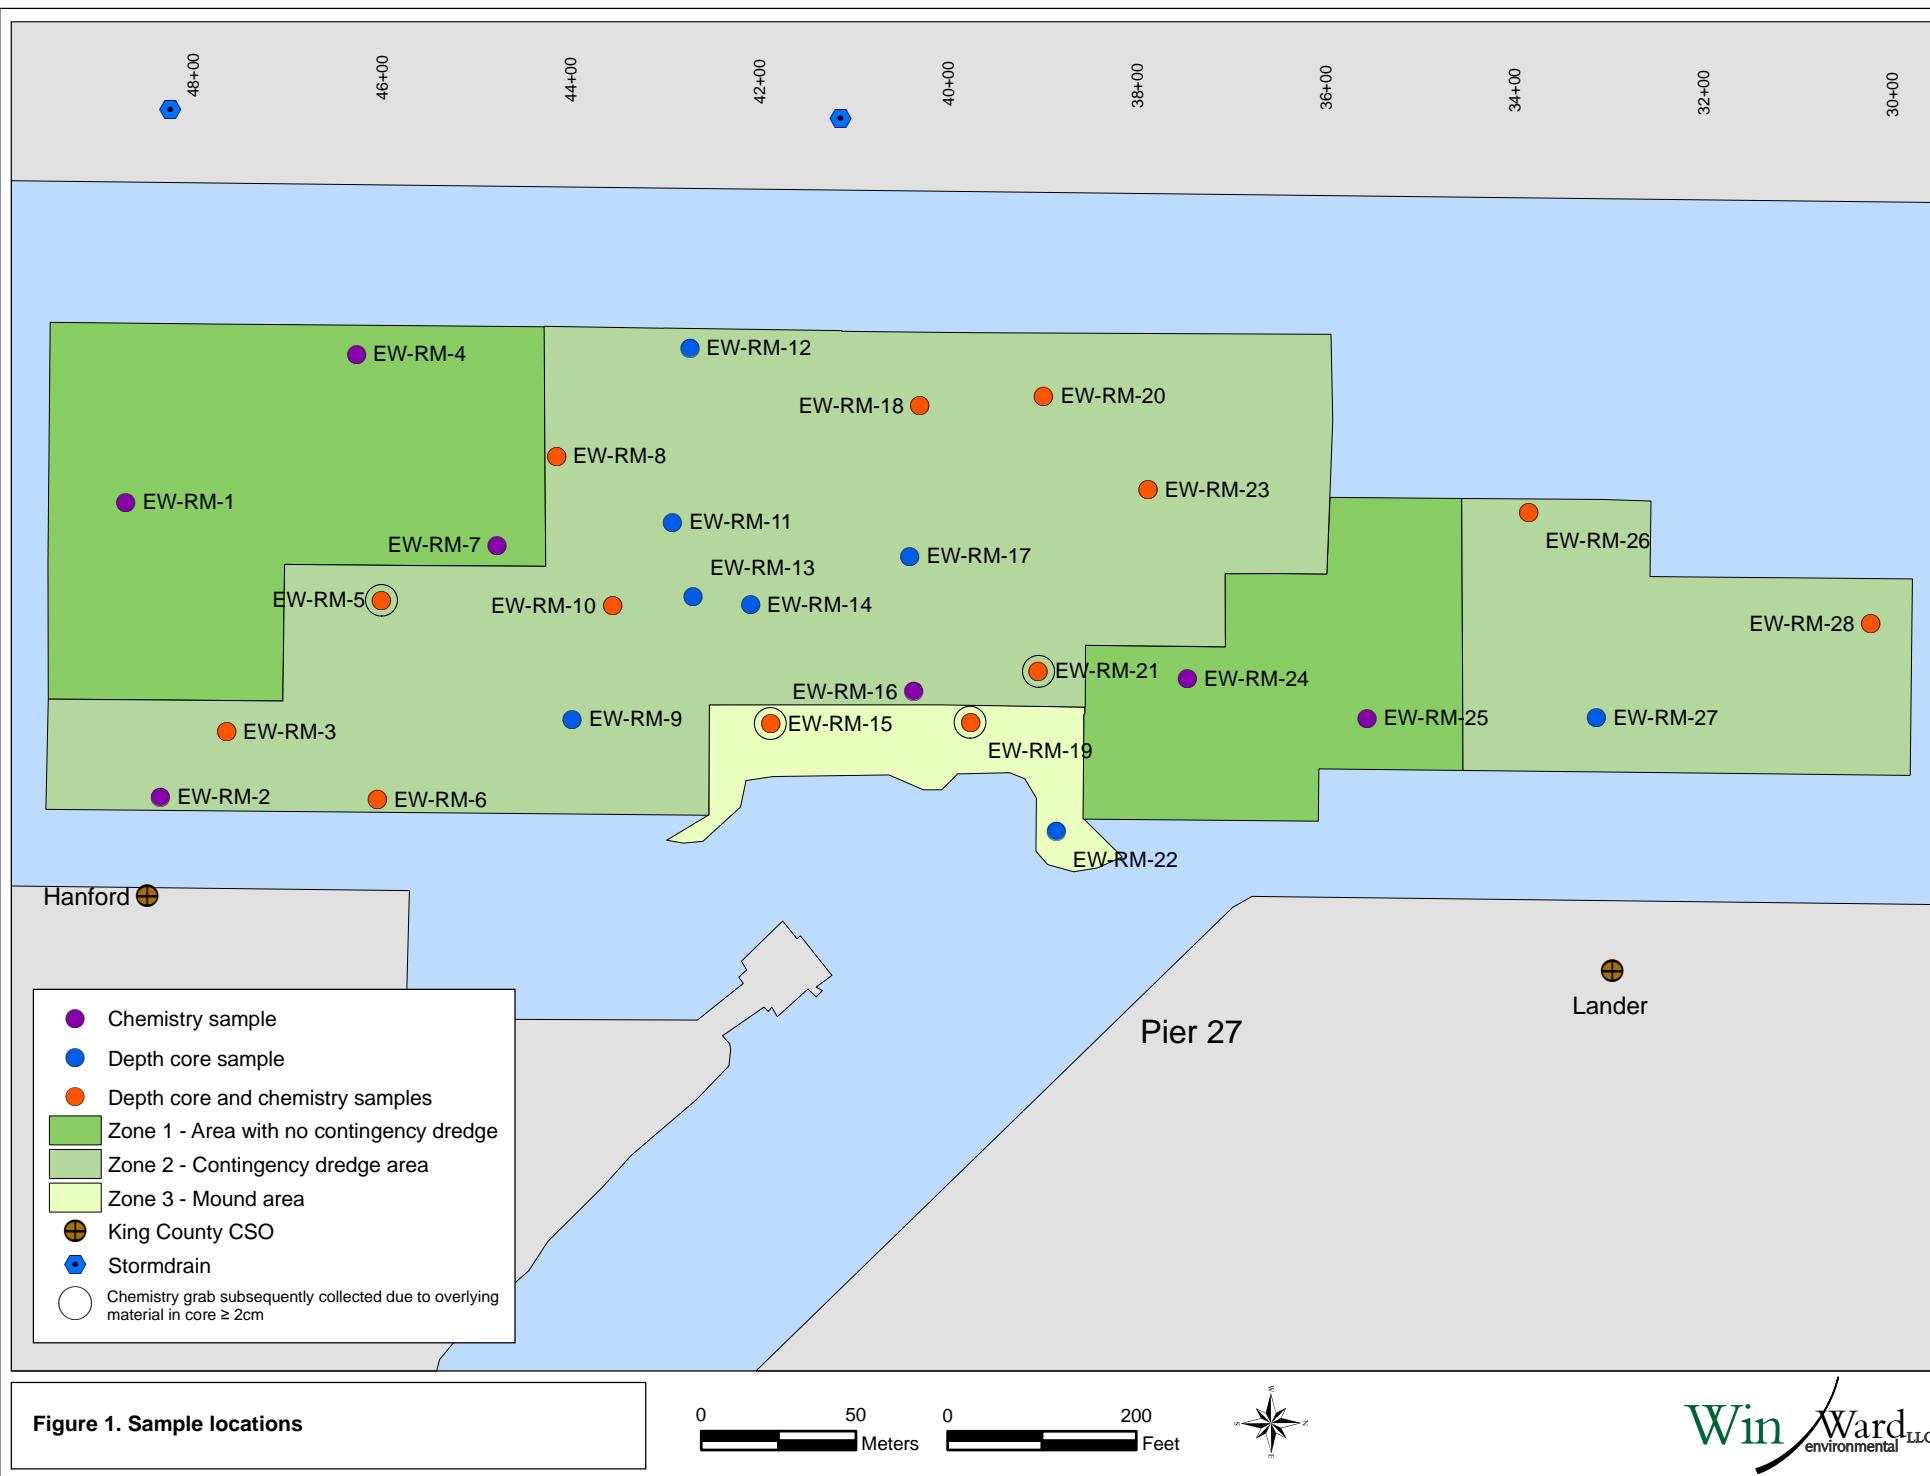 48+00
46+00
44+00
42+00
40+00
38+00
36+00
34+00
32+00
30+00
EW-RM-4
EW-RM-12
EW-RM-18
EW-RM-20
EW-RM-8
EW-RM-1
EW-RM-23
EW-RM-11
EW-RM-26
EW-RM-7
EW-RM-17
EW-RM-13
EW-RM-5
EW-RM-10
EW-RM-14
EW-RM-28
EW-RM-21
EW-RM-24
EW-RM-16
EW-RM-3
EW-RM-9
EW-RM-15
EW-RM-25
EW-RM-27
EW-RM-19
EW-RM-2
EW-RM-6
EW-RM-22
Hanford
Lander
Pier 27
Chemistry sample
Depth core sample
Depth core and chemistry samples
Zone 1 - Area with no contingency dredge
Zone 2 - Contingency dredge area
Zone 3 - Mound area
King County CSO
Stormdrain
Chemistry grab subsequently collected due to overlying
material in core ≥ 2cm
Figure 1. Sample locations
0 50
Meters
0 200
Feet
W
S N
E
Win Ward LLC
environmental